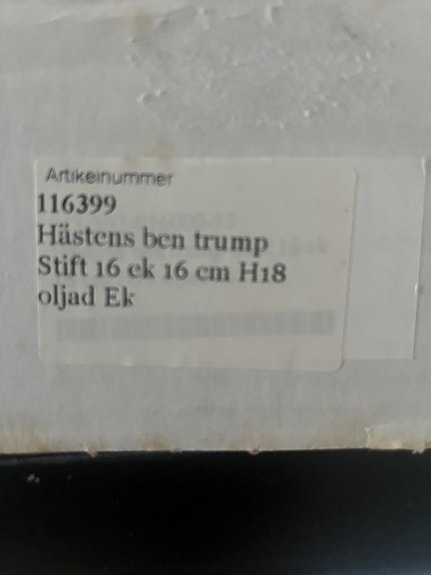 Artikelnummer
116399
Hästens ben trump
Stift 16 ek 16 cm H18
oljad Ek